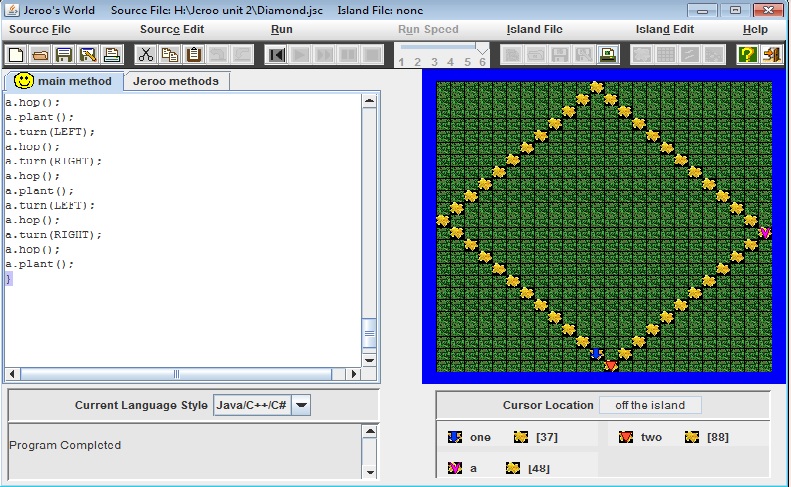 Jeroo's World Source File: H:\Jeroo unit 2\Diamond.jsc Island File: none
Source File Source Edit Run Run Speed Island File Island Edit Help
1 2 3 4 5 6
main method Jeroo methods
a.hop();
a.plant();
a.turn(LEFT);
a.hop();
a.turn(RIGHT);
a.hop();
a.plant();
a.turn(LEFT);
a.hop();
a.turn(RIGHT);
a.hop();
a.plant();
}
Current Language Style Java/C++/C#
Cursor Location off the island
Program Completed
one [37] two [88]
a [48]